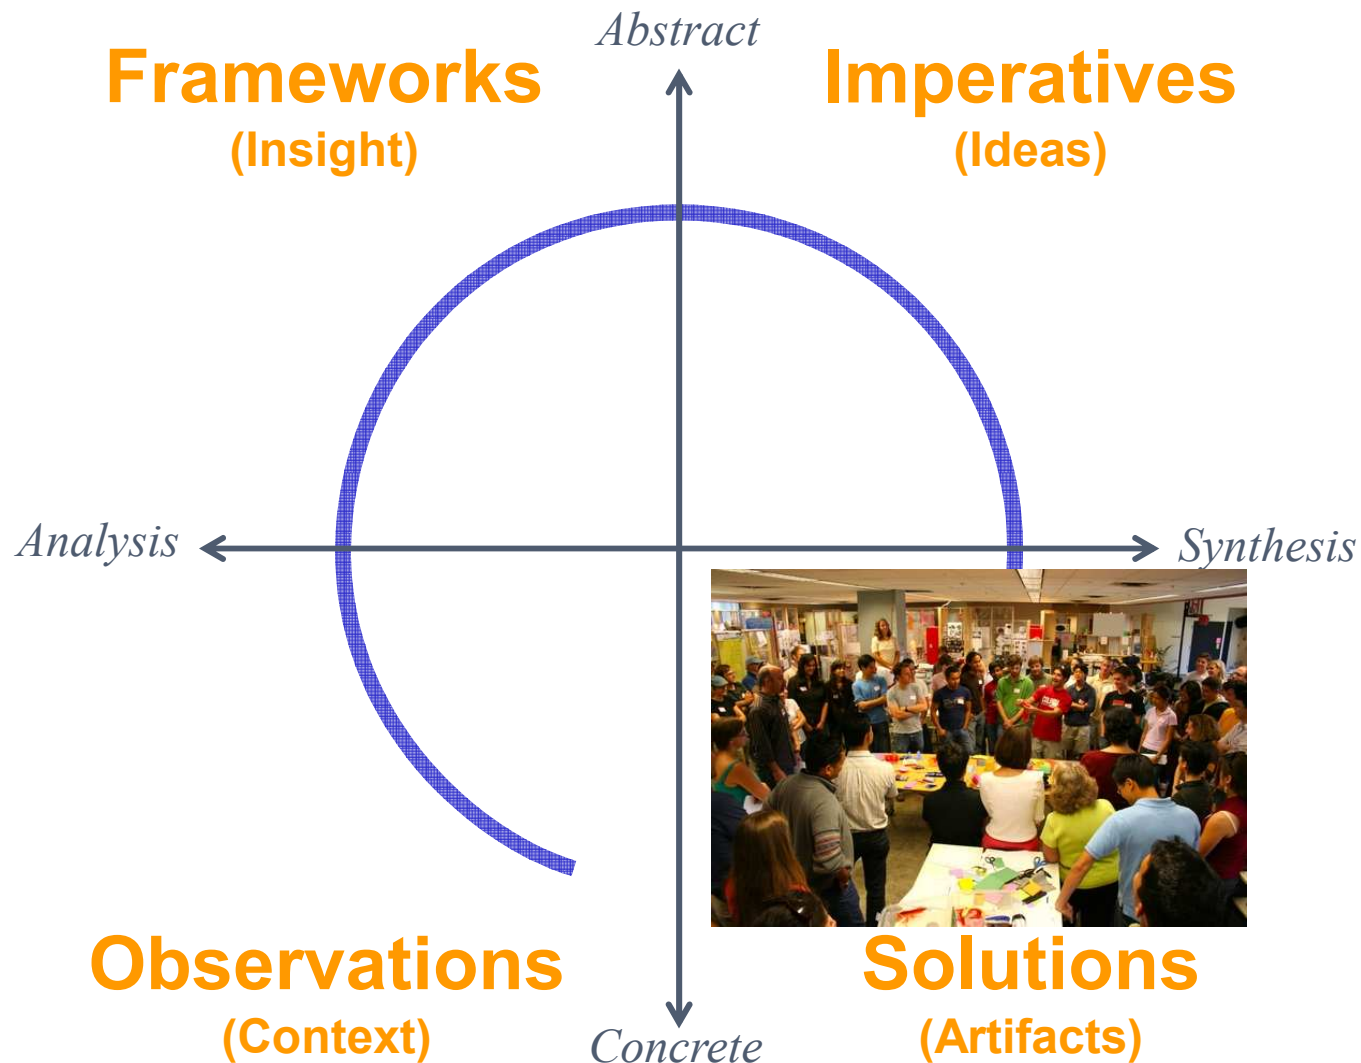 Abstract
Frameworks
(Insight)
Imperatives
(Ideas)
Analysis
Synthesis
Observations
(Context)
Solutions
(Artifacts)
Concrete